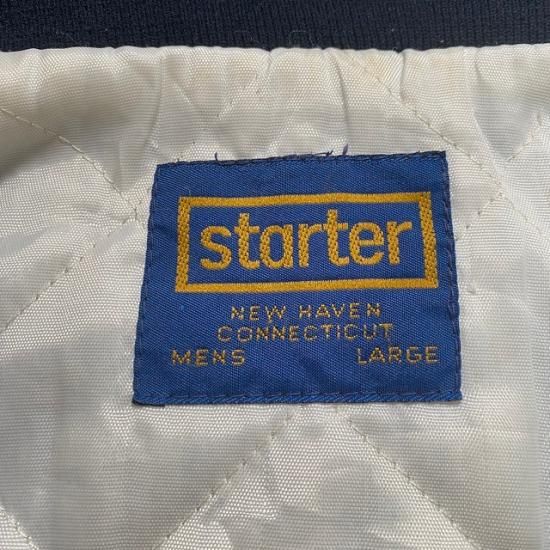 starter
NEW HAVEN
CONNECTICUT
MENS LARGE